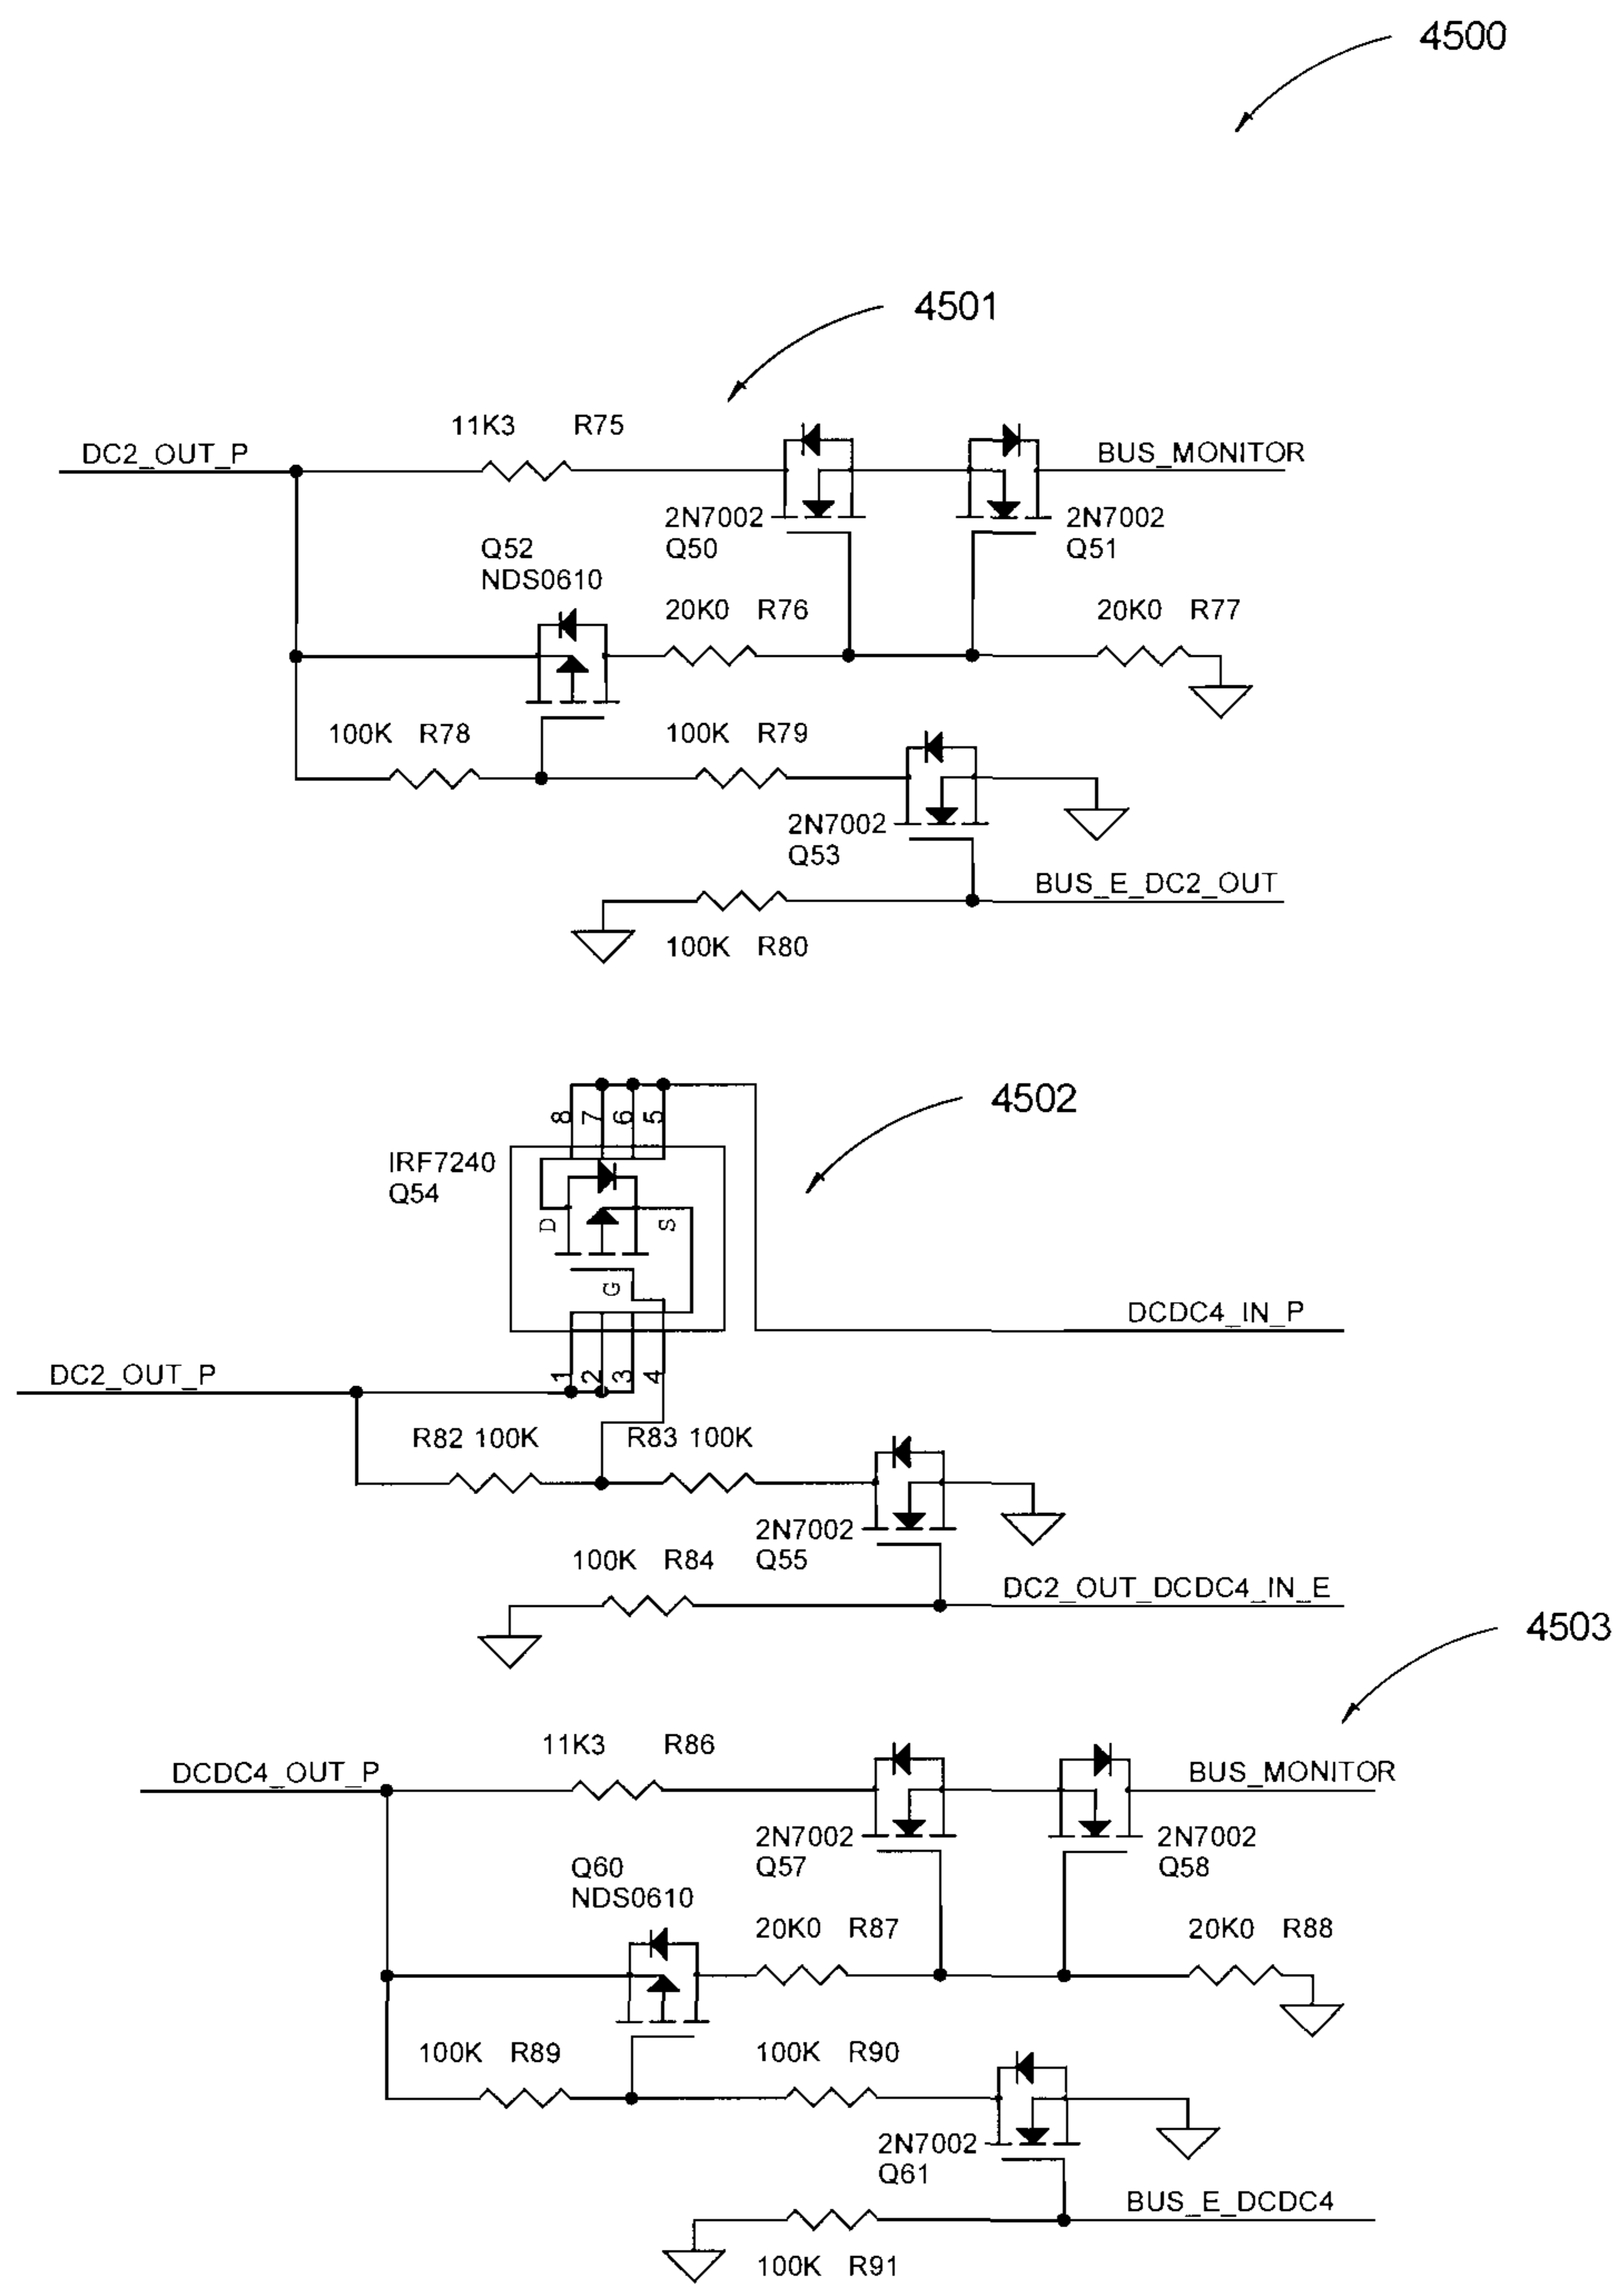 4500
4501
11K3 R75
DC2_OUT_P
BUS_MONITOR
2N7002
Q50
2N7002
Q51
Q52
NDS0610
20K0 R76
20K0 R77
100K R78
100K R79
2N7002
Q53
BUS_E_DC2_OUT
100K R80
4502
8 7 6 5
IRF7240
Q54
D S
G
DCDC4_IN_P
DC2_OUT_P
1 2 3 4
R82 100K
R83 100K
2N7002
Q55
100K R84
DC2_OUT_DCDC4_IN_E
4503
11K3 R86
DCDC4_OUT_P
BUS_MONITOR
2N7002
Q57
2N7002
Q58
Q60
NDS0610
20K0 R87
20K0 R88
100K R89
100K R90
2N7002
Q61
BUS_E_DCDC4
100K R91